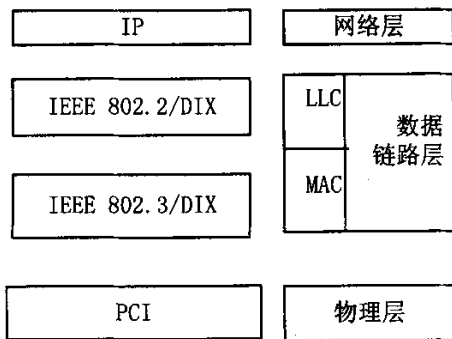 IP
网络层
IEEE 802.2/DIX
LLC
数据
链路层
IEEE 802.3/DIX
MAC
PCI
物理层